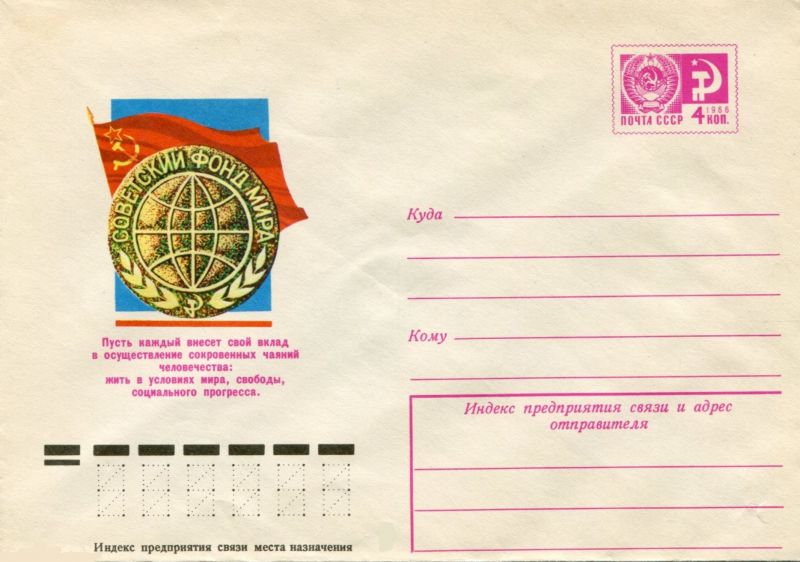 1966
ПОЧТА СССР 4 КОП.
СОВЕТСКИЙ ФОНД МИРА
Куда
Пусть каждый внесет свой вклад
в осуществление сокровенных чаяний
человечества:
жить в условиях мира, свободы,
социального прогресса.
Кому
Индекс предприятия связи и адрес
отправителя
Индекс предприятия связи места назначения